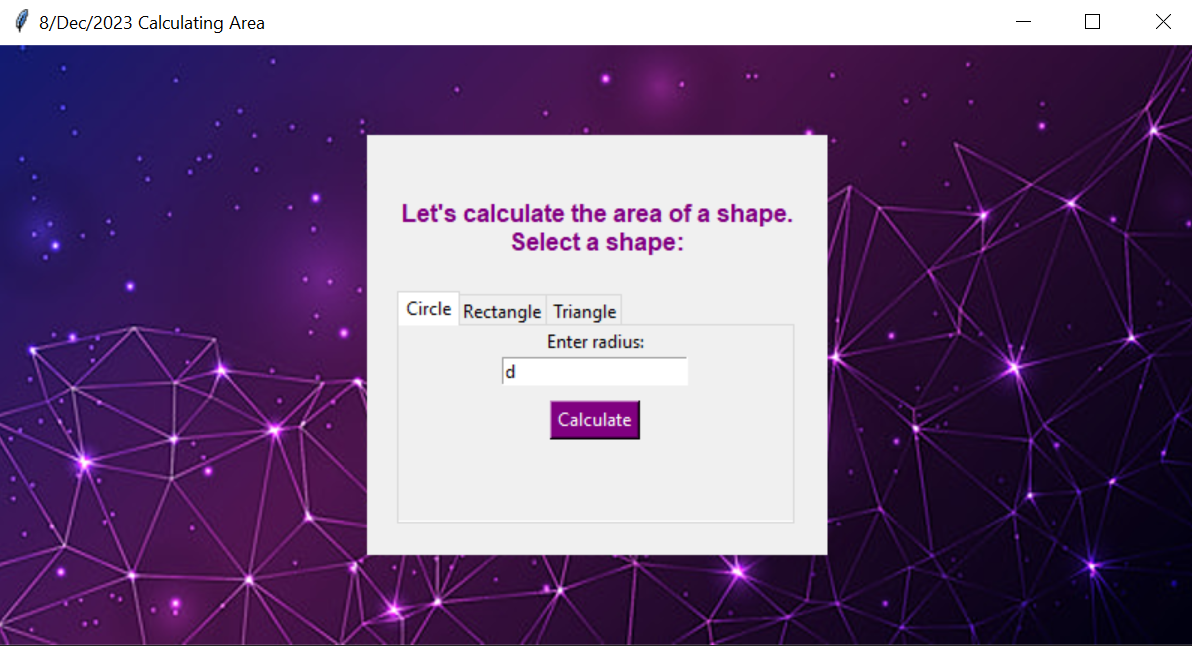 8/Dec/2023 Calculating Area
Let's calculate the area of a shape.
Select a shape:
Circle Rectangle Triangle
Enter radius:
d
Calculate